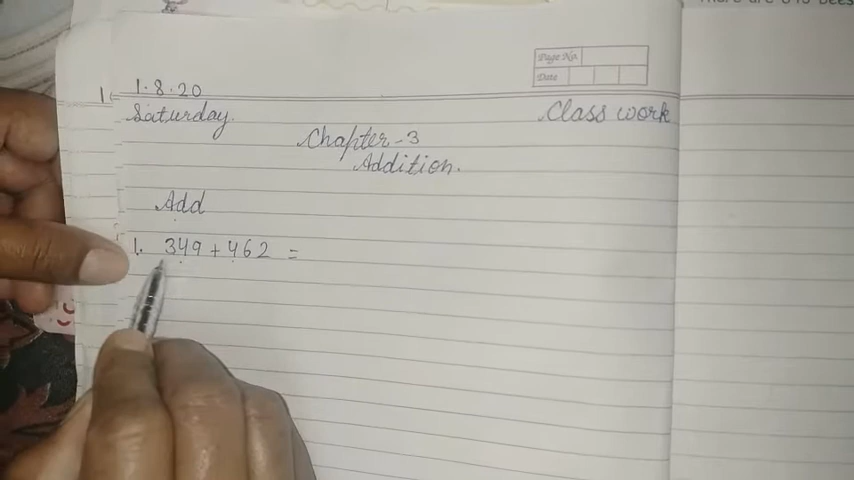 Page No.
Date
1.8.20
Saturday.
Class work
Chapter-3
Addition.
Add
1. 349 + 462 =